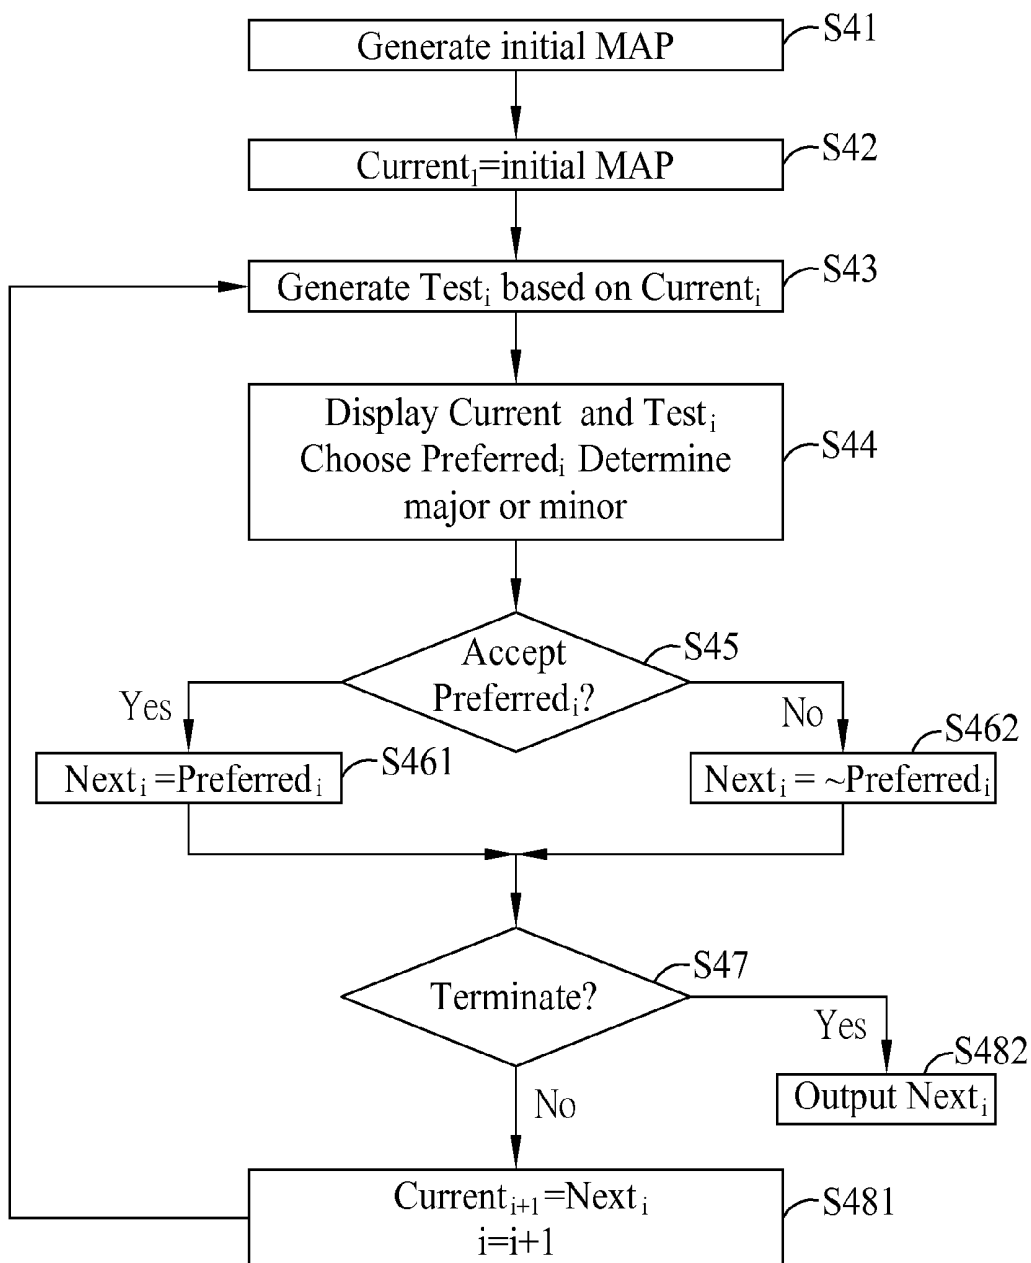 Generate initial MAP
S41
Current₁=initial MAP
S42
Generate Testᵢ based on Currentᵢ
S43
Display Current and Testᵢ
Choose Preferredᵢ Determine
major or minor
S44
Accept
Preferredᵢ?
S45
Yes
No
Nextᵢ=Preferredᵢ
S461
Nextᵢ = ~Preferredᵢ
S462
Terminate?
S47
Yes
No
Output Nextᵢ
S482
Currentᵢ₊₁=Nextᵢ
i=i+1
S481